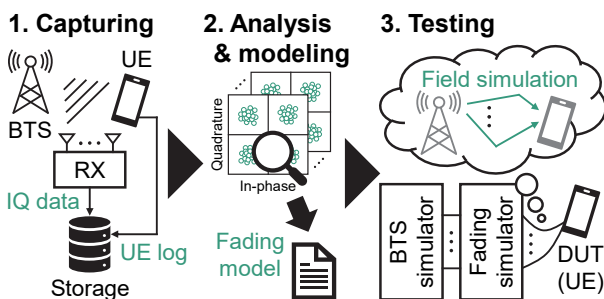 1. Capturing
UE
BTS
RX
IQ data
UE log
Storage
2. Analysis
& modeling
Quadrature
In-phase
Fading
model
3. Testing
Field simulation
BTS
simulator
Fading
simulator
DUT
(UE)